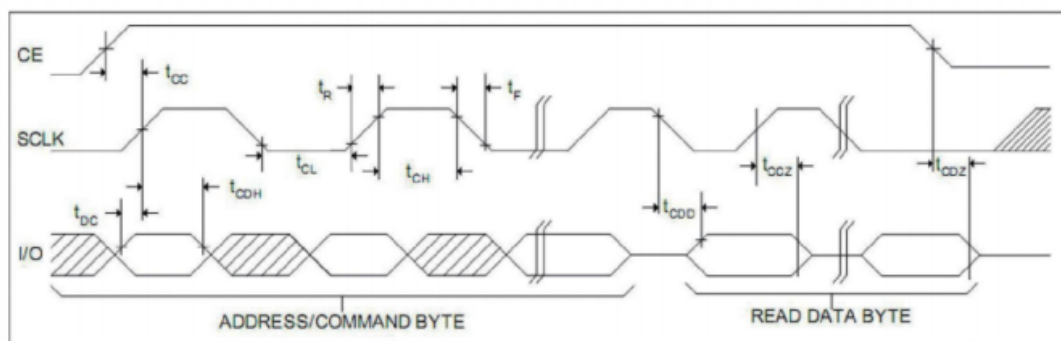 CE
tCC
tR
tF
SCLK
tCL
tCH
tCCZ
tCDZ
tCDH
tDC
tCDD
I/O
ADDRESS/COMMAND BYTE
READ DATA BYTE